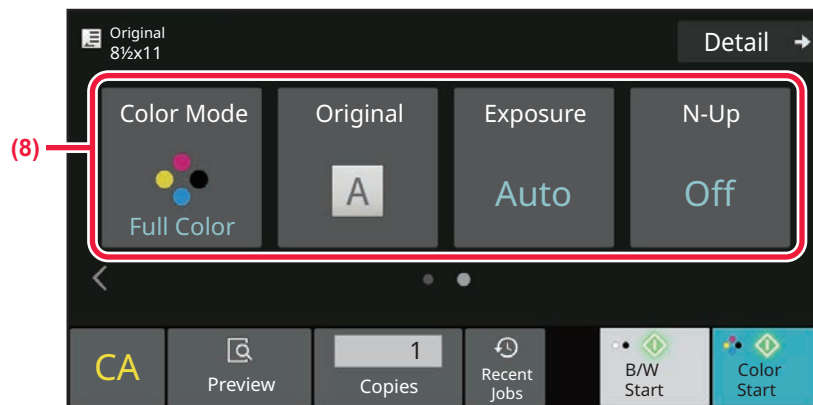 Original
8½x11
Detail
(8)
Color Mode
Original
Exposure
N-Up
A
Full Color
Auto
Off
CA
Preview
1
Copies
Recent
Jobs
B/W
Start
Color
Start